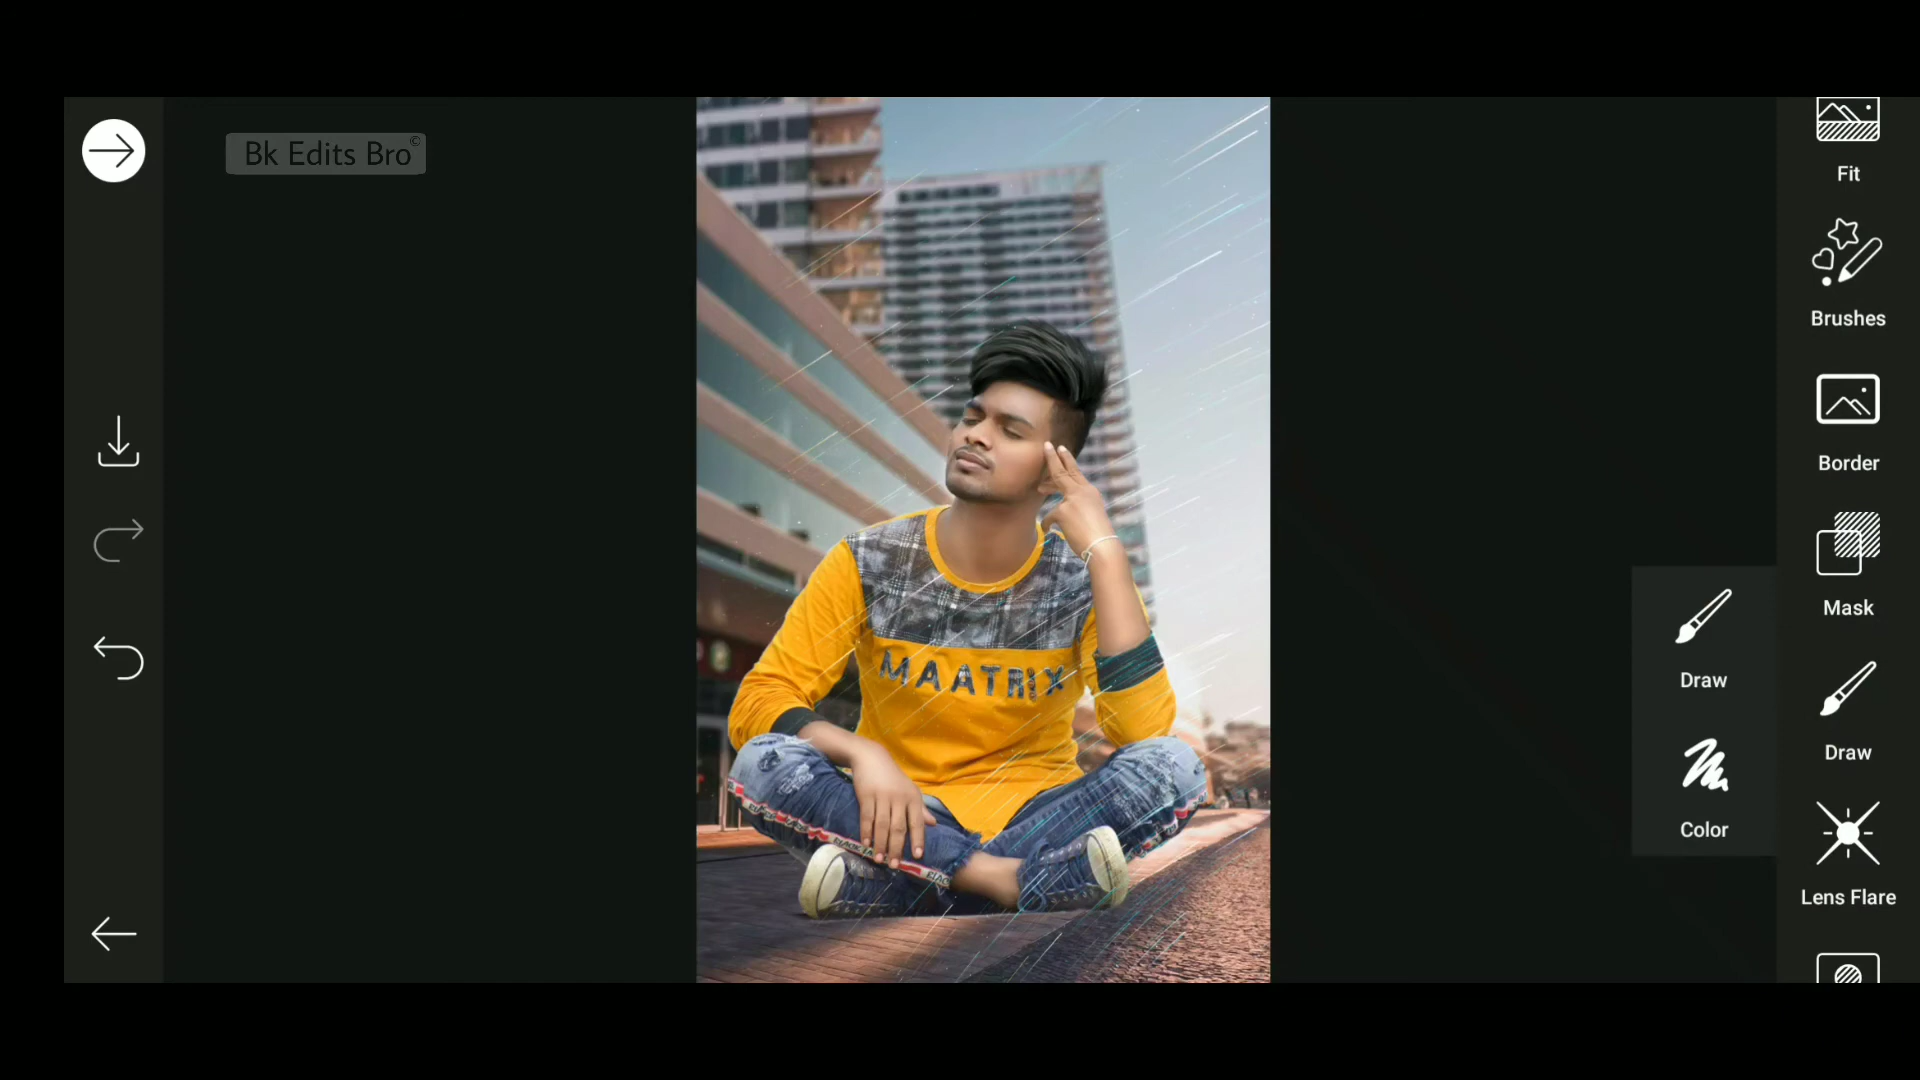 Bk Edits Bro©
Fit
Brushes
Border
Mask
Draw
Color
Draw
Lens Flare
MAATRIX